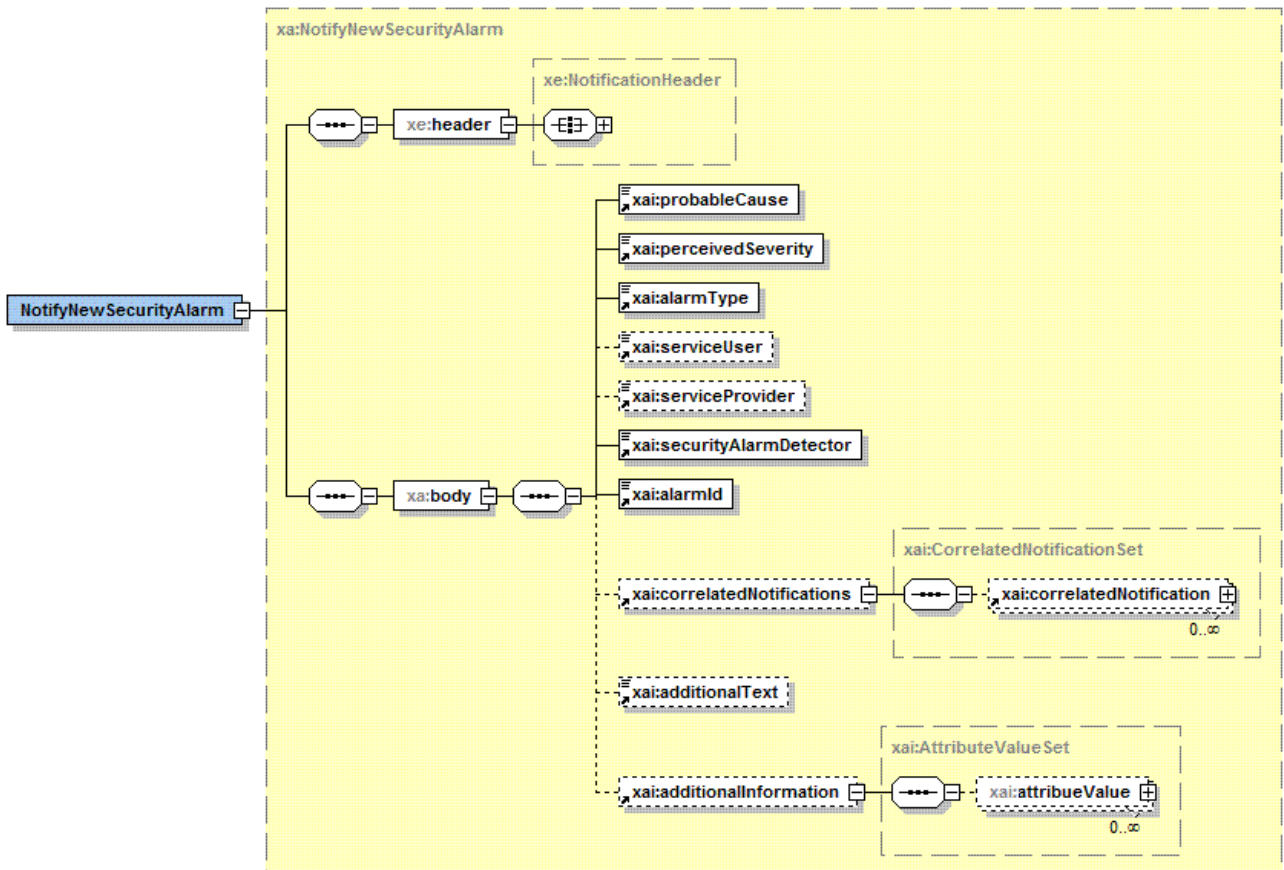 xa:NotifyNewSecurityAlarm
xe:NotificationHeader
xe:header
xai:probableCause
xai:perceivedSeverity
xai:alarmType
NotifyNewSecurityAlarm
xai:serviceUser
xai:serviceProvider
xai:securityAlarmDetector
xa:body
xai:alarmId
xai:CorrelatedNotificationSet
xai:correlatedNotifications
xai:correlatedNotification
0..∞
xai:additionalText
xai:AttributeValueSet
xai:additionalInformation
xai:attribueValue
0..∞